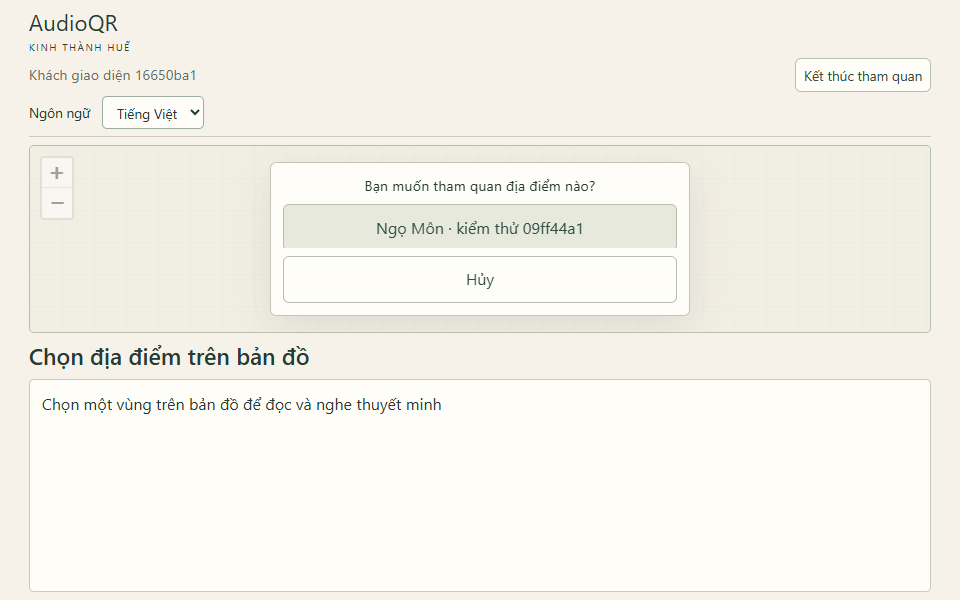 AudioQR
KINH THÀNH HUẾ
Khách giao diện 16650ba1
Kết thúc tham quan
Ngôn ngữ
Tiếng Việt
+
−
Bạn muốn tham quan địa điểm nào?
Ngọ Môn · kiểm thử 09ff44a1
Hủy
Chọn địa điểm trên bản đồ
Chọn một vùng trên bản đồ để đọc và nghe thuyết minh